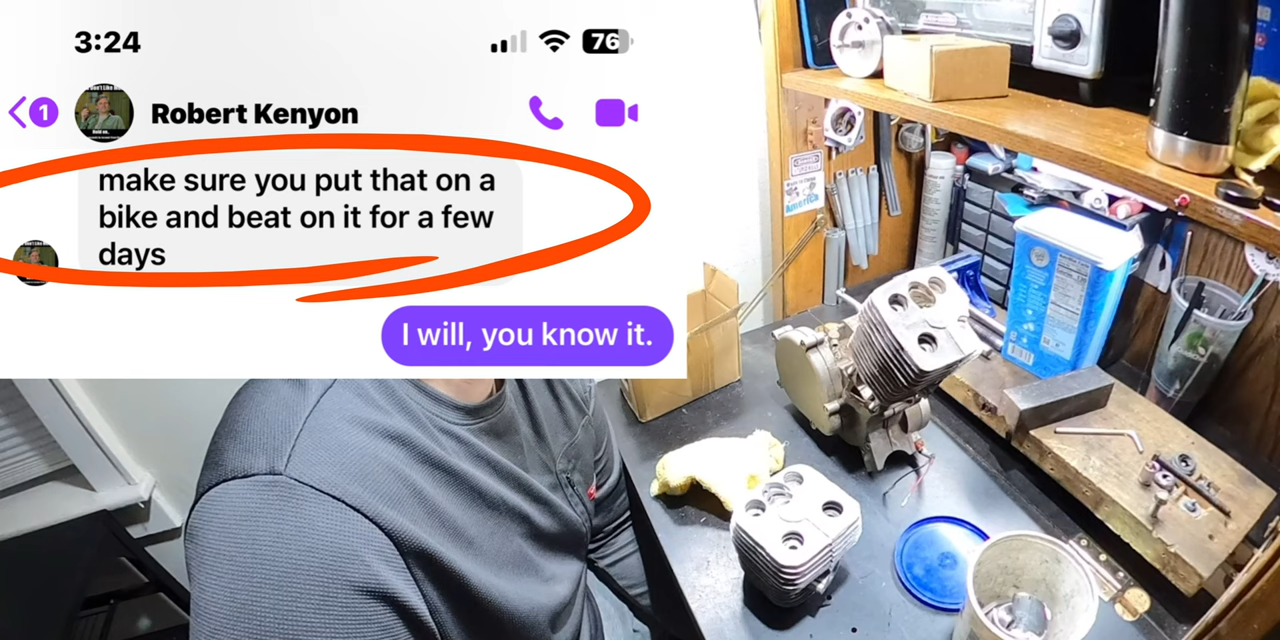 3:24
76
1
Robert Kenyon
make sure you put that on a
bike and beat on it for a few
days
I will, you know it.
America